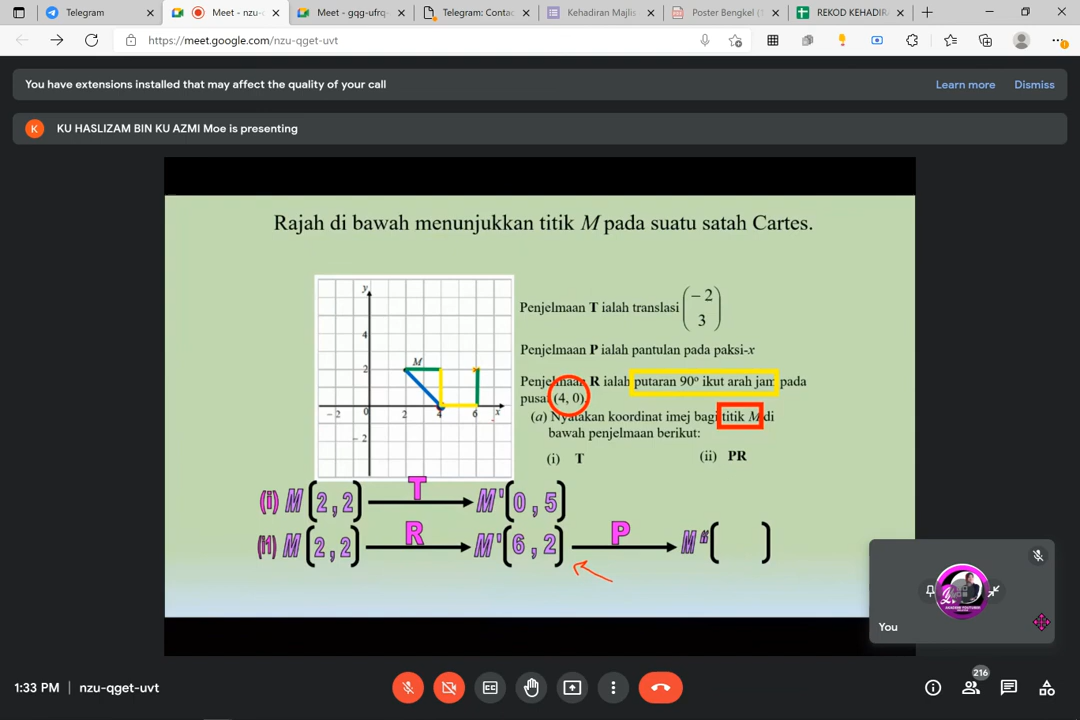 Telegram
Meet - nzu-
Meet - gqg-ufrq-
Telegram: Contac
Kehadiran Majlis
Poster Bengkel (1
REKOD KEHADIRA
https://meet.google.com/nzu-qget-uvt
You have extensions installed that may affect the quality of your call
Learn more
Dismiss
K
KU HASLIZAM BIN KU AZMI Moe is presenting
Rajah di bawah menunjukkan titik M pada suatu satah Cartes.
y
4
2
M
-2
0
2
4
6
x
-2
Penjelmaan T ialah translasi (-2 3)
Penjelmaan P ialah pantulan pada paksi-x
Penjelmaan R ialah putaran 90º ikut arah jam pada
pusat (4, 0).
(a) Nyatakan koordinat imej bagi titik M di
bawah penjelmaan berikut:
(i) T
(ii) PR
(i) M (2, 2) T M' (0, 5)
(ii) M (2, 2) R M' (6, 2) P M" ( )
You
1:33 PM | nzu-qget-uvt
216